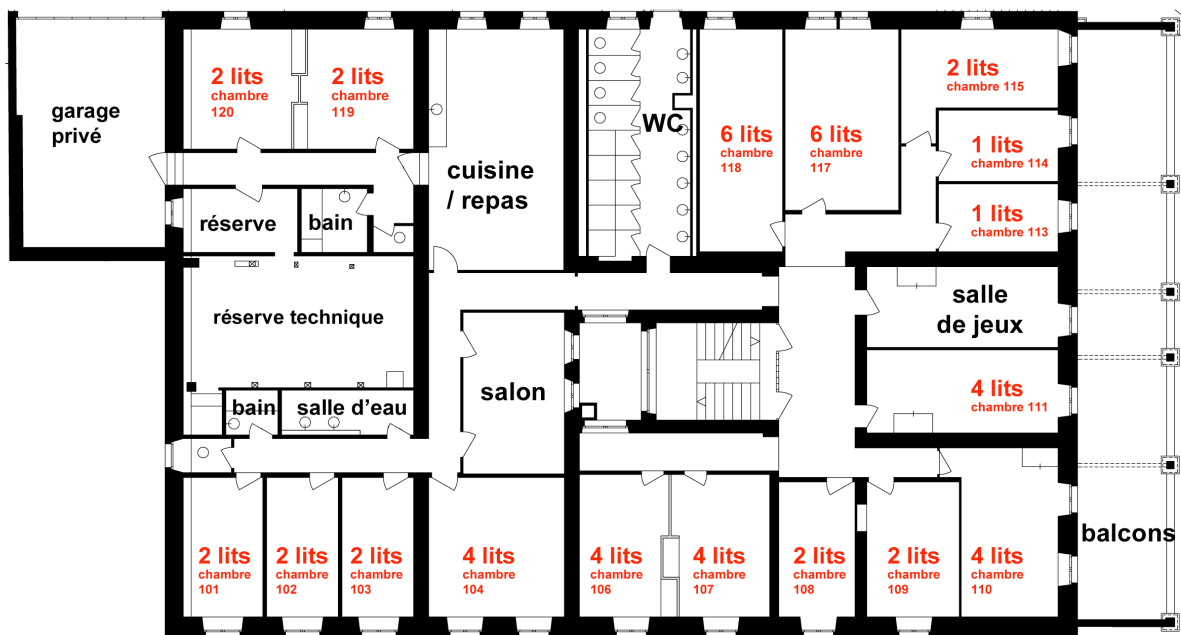 2 lits
chambre
120
2 lits
chambre
119
garage
privé
cuisine
/ repas
WC
6 lits
chambre
118
6 lits
chambre
117
2 lits
chambre 115
1 lits
chambre 114
1 lits
chambre 113
réserve
bain
réserve technique
salle
de jeux
salon
4 lits
chambre 111
bain
salle d'eau
2 lits
chambre
101
2 lits
chambre
102
2 lits
chambre
103
4 lits
chambre
104
4 lits
chambre
106
4 lits
chambre
107
2 lits
chambre
108
2 lits
chambre
109
4 lits
chambre
110
balcons